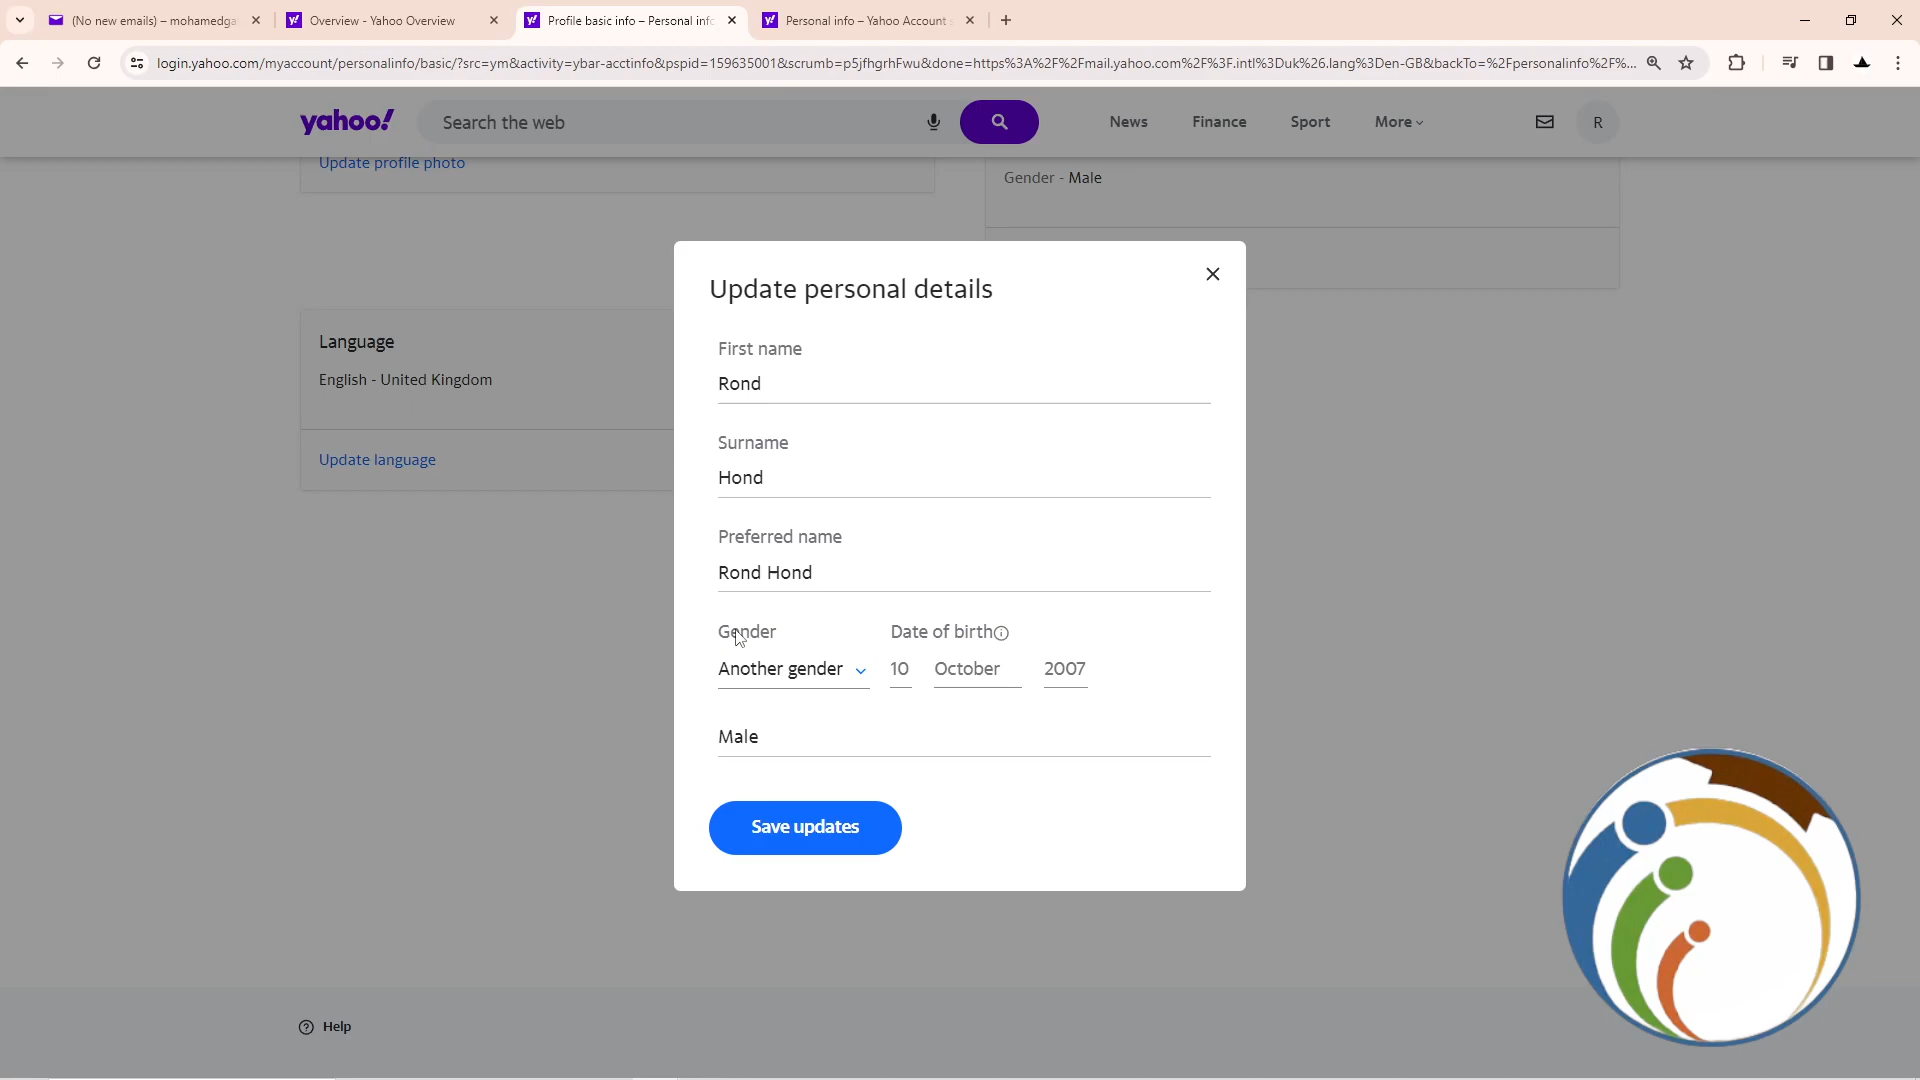 (No new emails) – mohamedga
Overview - Yahoo Overview
Profile basic info – Personal info
Personal info – Yahoo Account s
login.yahoo.com/myaccount/personalinfo/basic/?src=ym&activity=ybar-acctinfo&pspid=159635001&scrumb=p5jfhgrhFwu&done=https%3A%2F%2Fmail.yahoo.com%2F%3F.intl%3Duk%26.lang%3Den-GB&backTo=%2Fpersonalinfo%2F%...
yahoo!
Search the web
News
Finance
Sport
More
R
Update profile photo
Gender - Male
Language
English - United Kingdom
Update language
Update personal details
First name
Rond
Surname
Hond
Preferred name
Rond Hond
Gender
Date of birth
Another gender
10
October
2007
Male
Save updates
Help